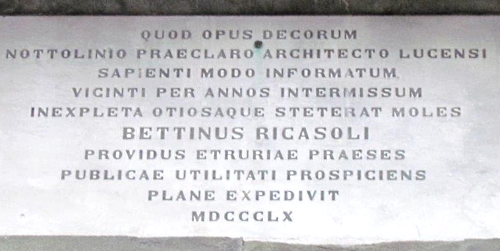 QUOD OPUS DECORUM
NOTTOLINIO PRAECLARO ARCHITECTO LUCENSI
SAPIENTI MODO INFORMATUM
VIGINTI PER ANNOS INTERMISSUM
INEXPLETA OTIOSAQUE STETERAT MOLES
BETTINUS RICASOLI
PROVIDUS ETRURIAE PRAESES
PUBLICAE UTILITATI PROSPICIENS
PLANE EXPEDIVIT
MDCCCLX